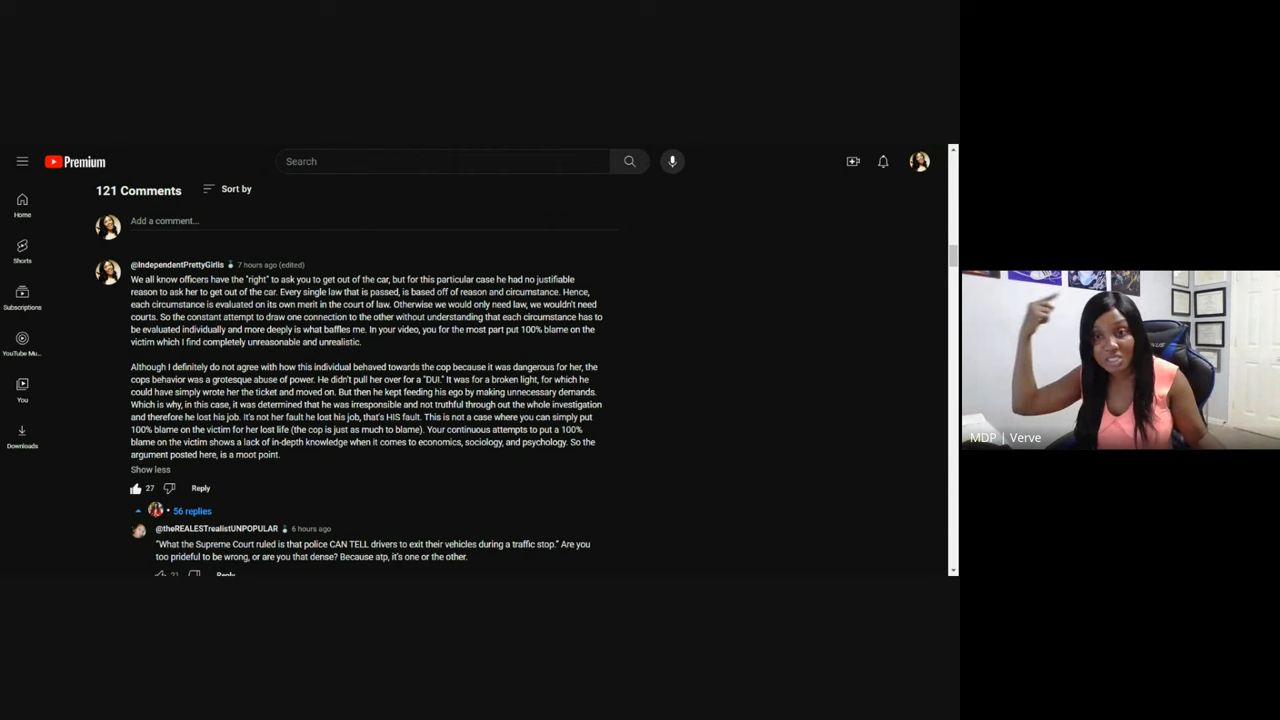 Premium
Search
121 Comments
Sort by
Home
Add a comment...
Shorts
@IndependentPrettyGirlis 7 hours ago (edited)
We all know officers have the "right" to ask you to get out of the car, but for this particular case he had no justifiable
reason to ask her to get out of the car. Every single law that is passed, is based off of reason and circumstance. Hence,
each circumstance is evaluated on its own merit in the court of law. Otherwise we would only need law, we wouldn't need
courts. So the constant attempt to draw one connection to the other without understanding that each circumstance has to
be evaluated individually and more deeply is what baffles me. In your video, you for the most part put 100% blame on the
victim which I find completely unreasonable and unrealistic.
Subscriptions
YouTube Mu...
Although I definitely do not agree with how this individual behaved towards the cop because it was dangerous for her, the
cops behavior was a grotesque abuse of power. He didn't pull her over for a "DUI." It was for a broken light, for which he
could have simply wrote her the ticket and moved on. But then he kept feeding his ego by making unnecessary demands.
Which is why, in this case, it was determined that he was irresponsible and not truthful through out the whole investigation
and therefore he lost his job. It's not her fault he lost his job, that's HIS fault. This is not a case where you can simply put
100% blame on the victim for her lost life (the cop is just as much to blame). Your continuous attempts to put a 100%
blame on the victim shows a lack of in-depth knowledge when it comes to economics, sociology, and psychology. So the
argument posted here, is a moot point.
You
Downloads
Show less
27
Reply
56 replies
@theREALESTrealistUNPOPULAR 6 hours ago
"What the Supreme Court ruled is that police CAN TELL drivers to exit their vehicles during a traffic stop." Are you
too prideful to be wrong, or are you that dense? Because atp, it's one or the other.
21
Reply
MDP | Verve